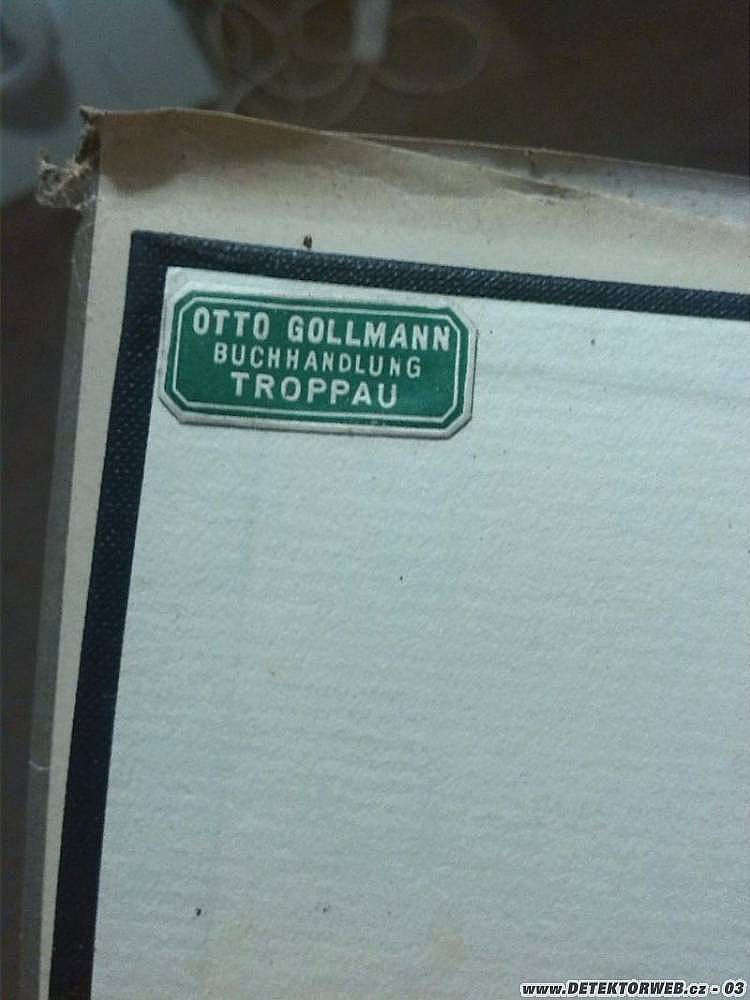 OTTO GOLLMANN
BUCHHANDLUNG
TROPPAU
www.DETEKTORWEB.cz - 03